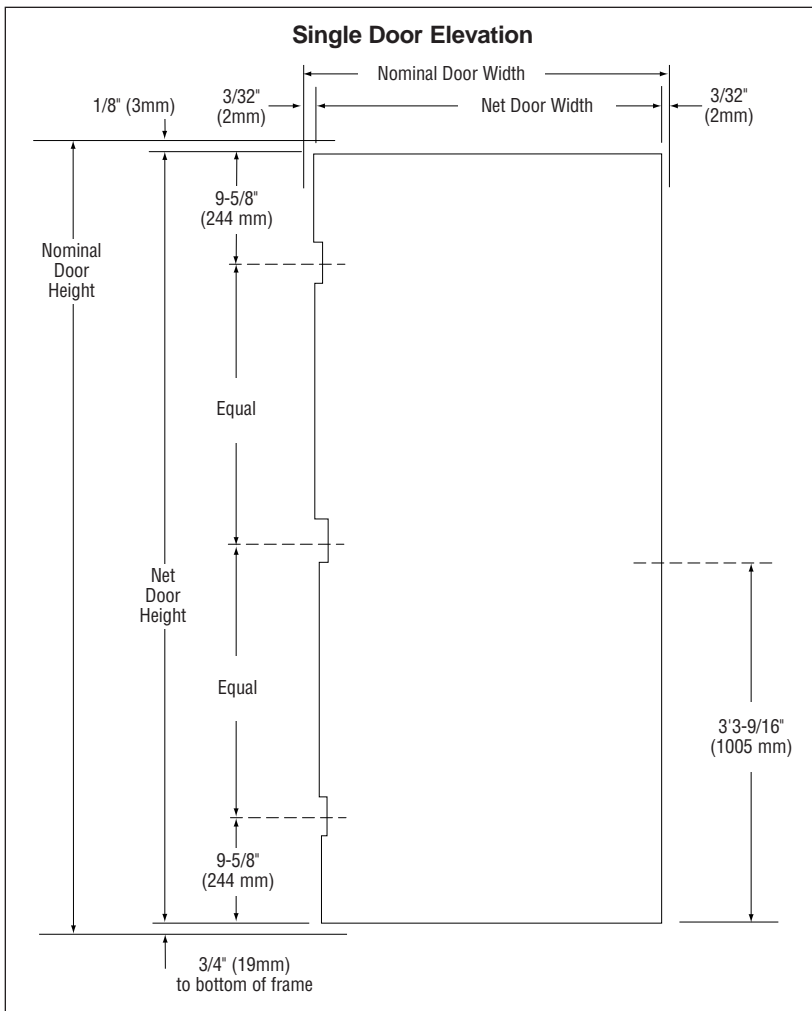 Single Door Elevation
Nominal Door Width
1/8" (3mm)
3/32"
(2mm)
Net Door Width
3/32"
(2mm)
9-5/8"
(244 mm)
Nominal
Door
Height
Equal
Net
Door
Height
Equal
3'3-9/16"
(1005 mm)
9-5/8"
(244 mm)
3/4" (19mm)
to bottom of frame